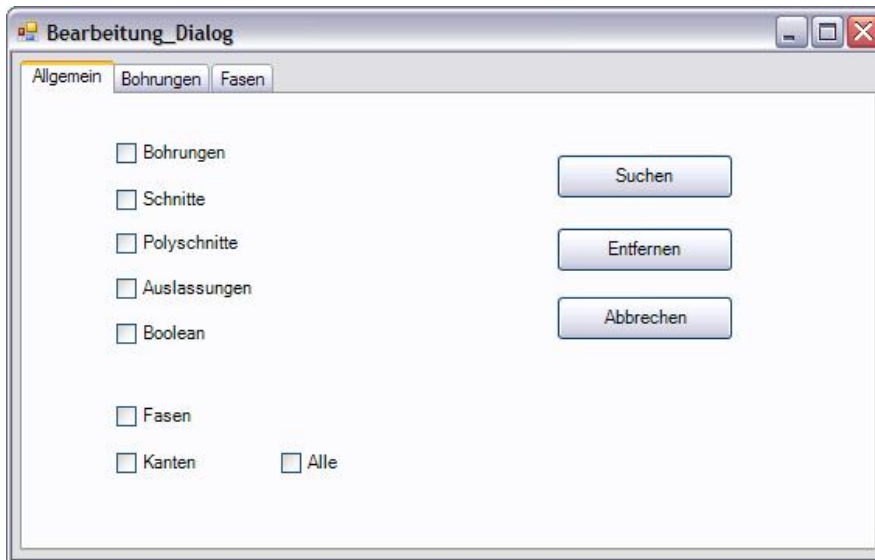 Bearbeitung_Dialog
Allgemein Bohrungen Fasen
Bohrungen
Schnitte
Polyschnitte
Auslassungen
Boolean
Fasen
Kanten Alle
Suchen
Entfernen
Abbrechen